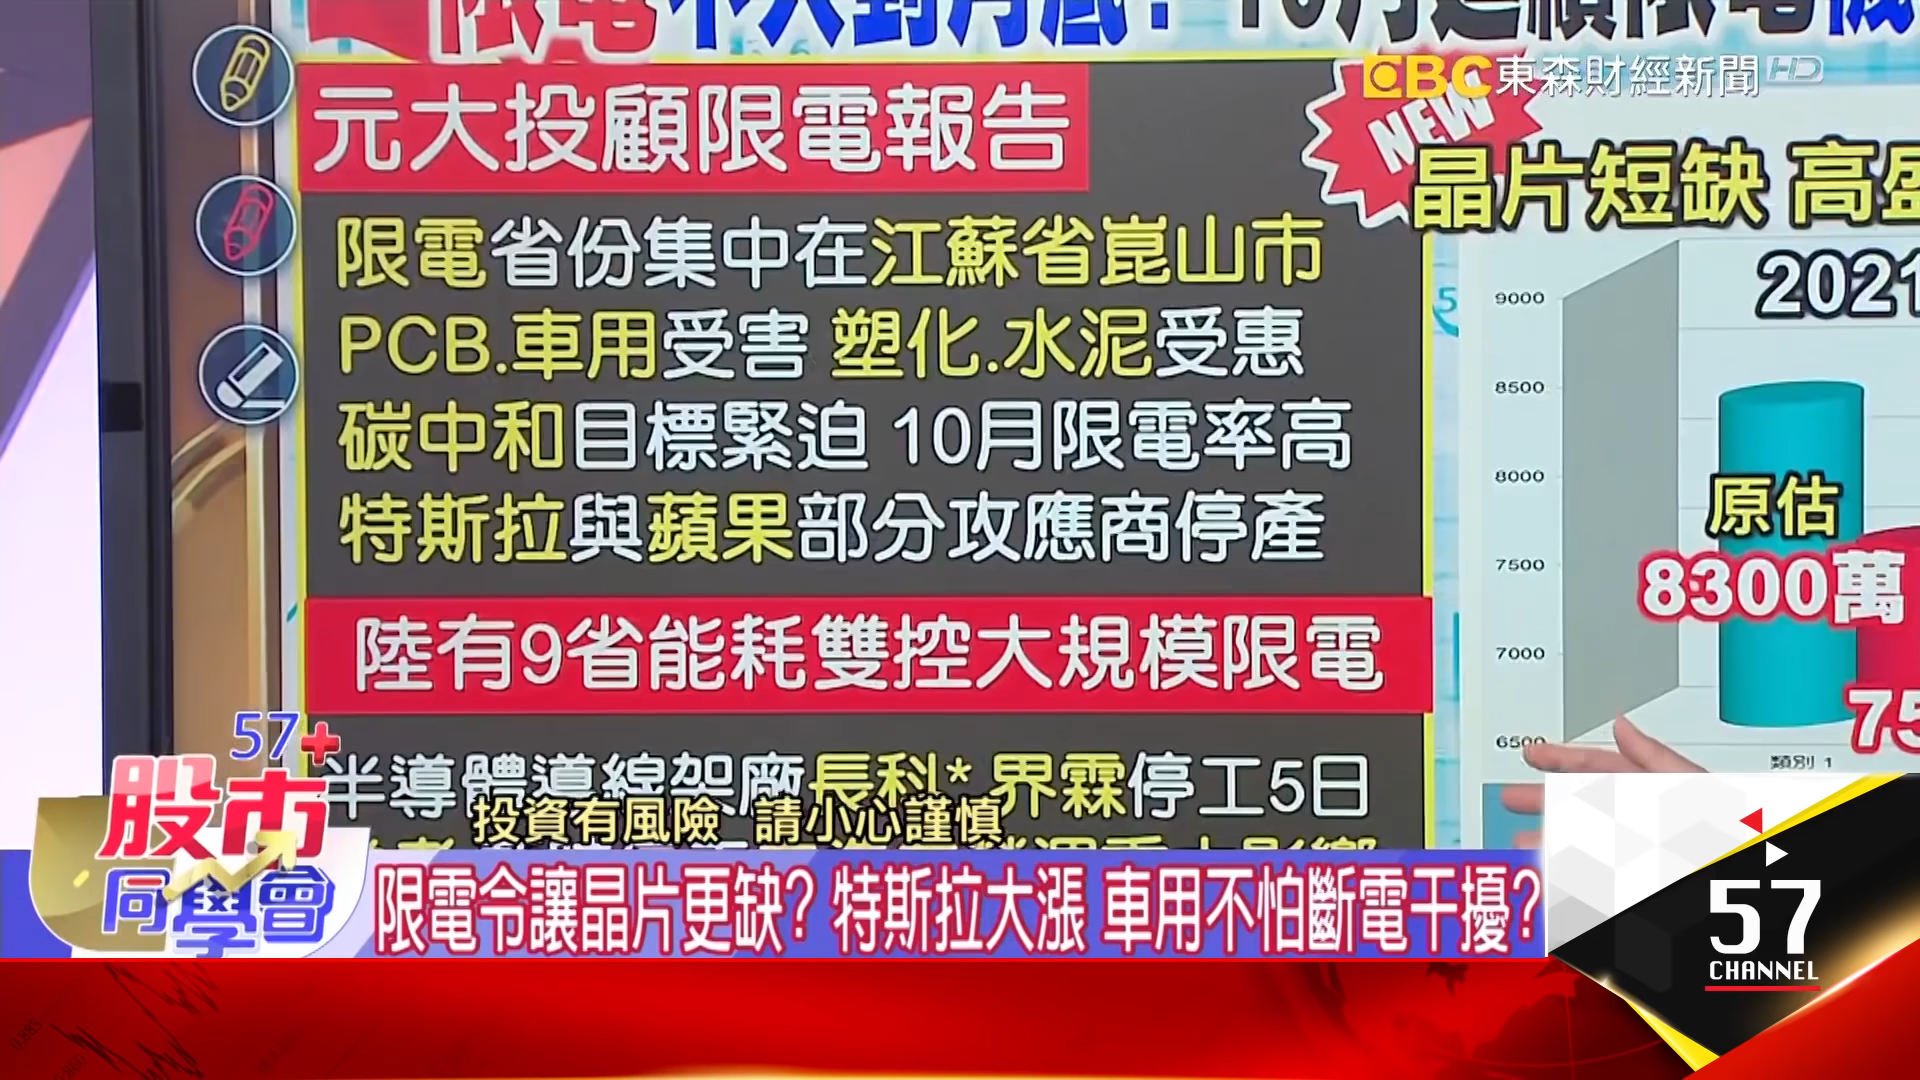 EBC東森財經新聞HD
元大投顧限電報告
NEW
晶片短缺 高盛
限電省份集中在江蘇省崑山市
2021
9000
PCB.車用受害 塑化.水泥受惠
8500
碳中和目標緊迫 10月限電率高
8000
原估
特斯拉與蘋果部分攻應商停產
7500
8300萬
陸有9省能耗雙控大規模限電
7000
75
6500
類別 1
57+
股市
同學會
半導體導線架廠長科* 界霖停工5日
投資有風險 請小心謹慎
限電令讓晶片更缺? 特斯拉大漲 車用不怕斷電干擾?
57
CHANNEL